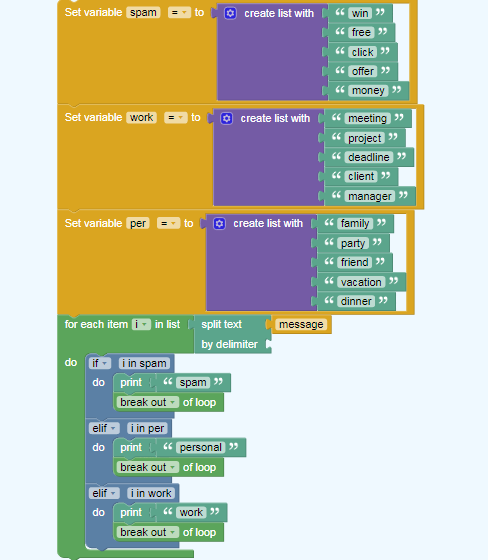 Set variable spam = to create list with “ win ”
“ free ”
“ click ”
“ offer ”
“ money ”
Set variable work = to create list with “ meeting ”
“ project ”
“ deadline ”
“ client ”
“ manager ”
Set variable per = to create list with “ family ”
“ party ”
“ friend ”
“ vacation ”
“ dinner ”
for each item i in list split text message
by delimiter
do if i in spam
do print “ spam ”
break out of loop
elif i in per
do print “ personal ”
break out of loop
elif i in work
do print “ work ”
break out of loop